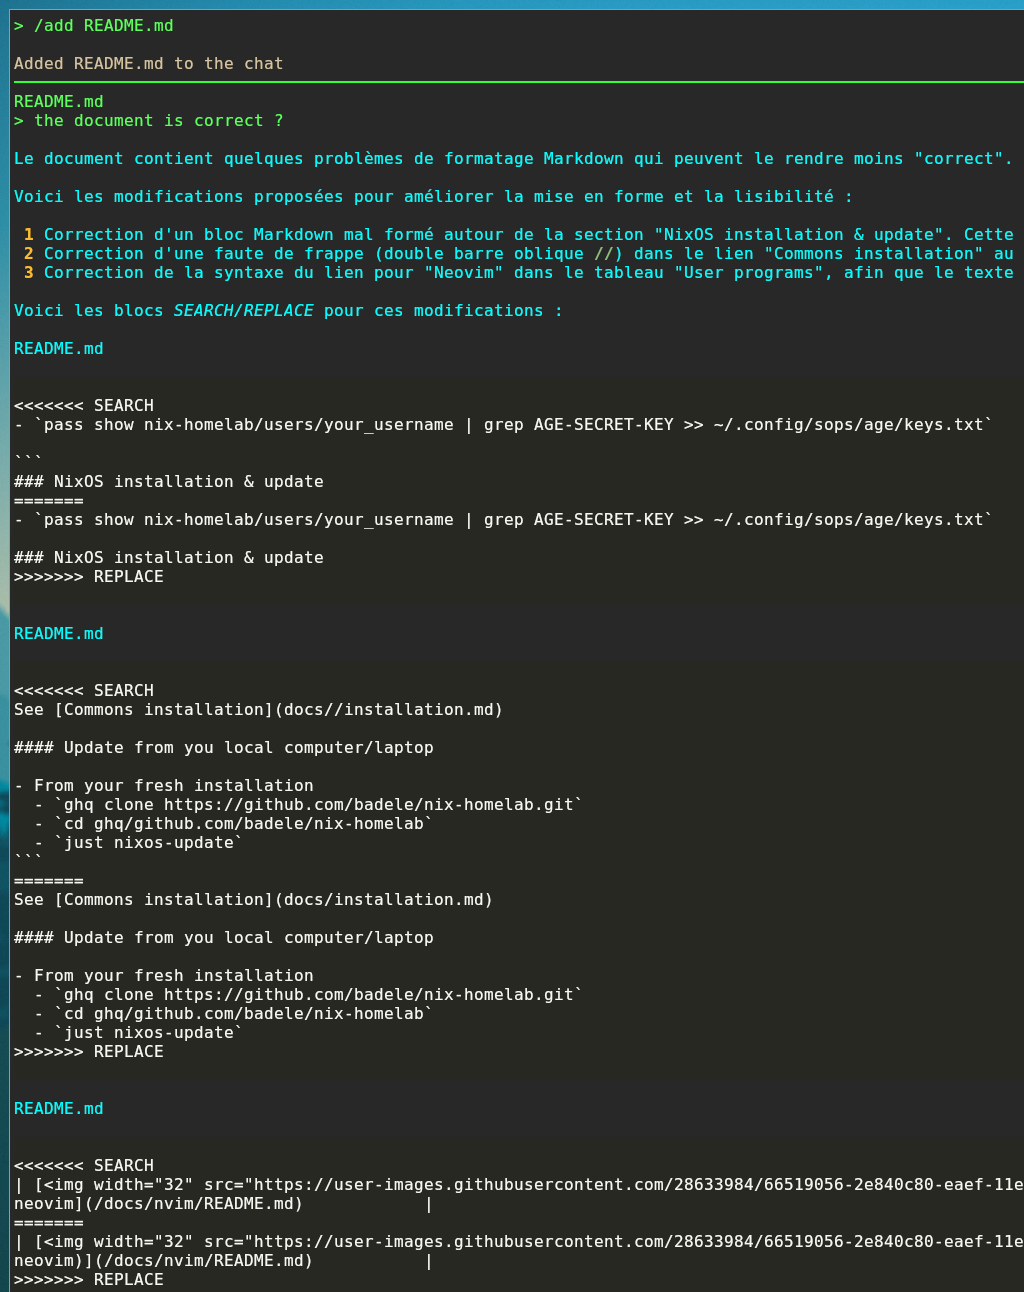 > /add README.md
Added README.md to the chat
README.md
> the document is correct ?
Le document contient quelques problèmes de formatage Markdown qui peuvent le rendre moins "correct".
Voici les modifications proposées pour améliorer la mise en forme et la lisibilité :
1 Correction d'un bloc Markdown mal formé autour de la section "NixOS installation & update". Cette
2 Correction d'une faute de frappe (double barre oblique //) dans le lien "Commons installation" au
3 Correction de la syntaxe du lien pour "Neovim" dans le tableau "User programs", afin que le texte
Voici les blocs SEARCH/REPLACE pour ces modifications :
README.md
<<<<<<< SEARCH
- `pass show nix-homelab/users/your_username | grep AGE-SECRET-KEY >> ~/.config/sops/age/keys.txt`
```
### NixOS installation & update
=======
- `pass show nix-homelab/users/your_username | grep AGE-SECRET-KEY >> ~/.config/sops/age/keys.txt`
### NixOS installation & update
>>>>>>> REPLACE
README.md
<<<<<<< SEARCH
See [Commons installation](docs//installation.md)
#### Update from you local computer/laptop
- From your fresh installation
  - `ghq clone https://github.com/badele/nix-homelab.git`
  - `cd ghq/github.com/badele/nix-homelab`
  - `just nixos-update`
```
=======
See [Commons installation](docs/installation.md)
#### Update from you local computer/laptop
- From your fresh installation
  - `ghq clone https://github.com/badele/nix-homelab.git`
  - `cd ghq/github.com/badele/nix-homelab`
  - `just nixos-update`
>>>>>>> REPLACE
README.md
<<<<<<< SEARCH
| [<img width="32" src="https://user-images.githubusercontent.com/28633984/66519056-2e840c80-eaef-11e
neovim](/docs/nvim/README.md)            |
=======
| [<img width="32" src="https://user-images.githubusercontent.com/28633984/66519056-2e840c80-eaef-11e
neovim)](/docs/nvim/README.md)           |
>>>>>>> REPLACE